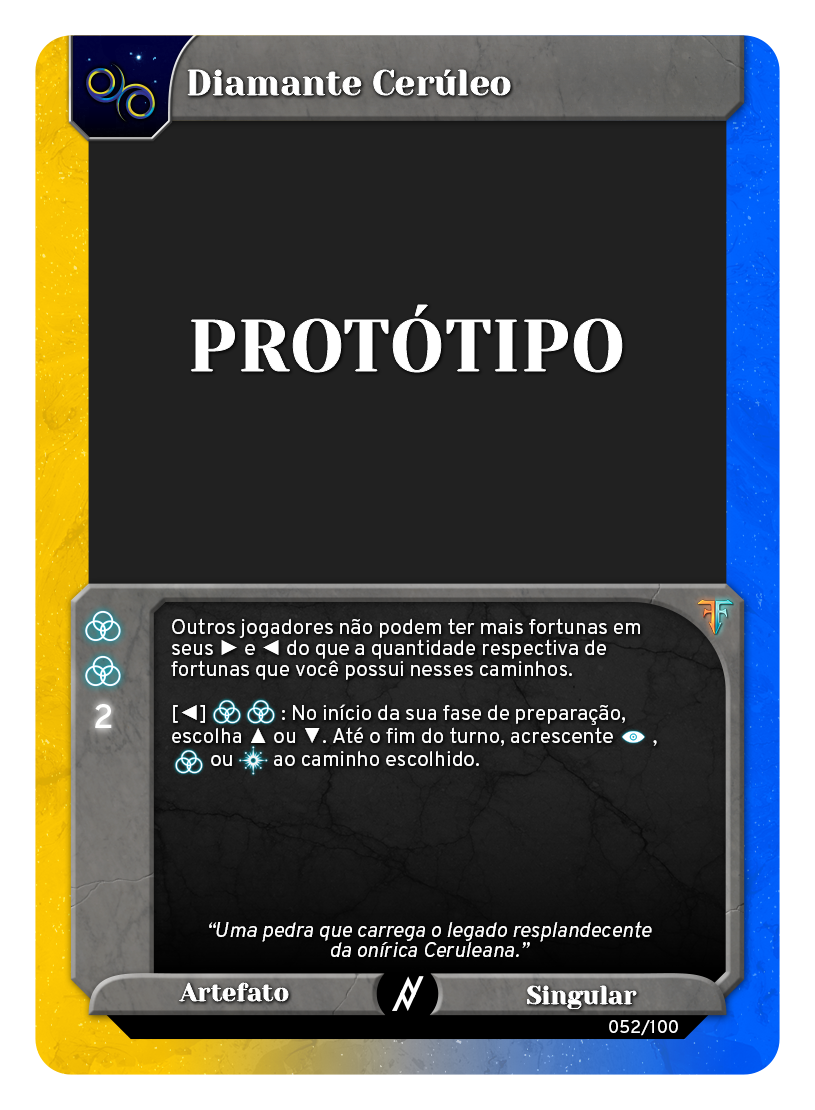 Diamante Cerúleo
PROTÓTIPO
2
Outros jogadores não podem ter mais fortunas em
seus ► e ◄ do que a quantidade respectiva de
fortunas que você possui nesses caminhos.
[◄] : No início da sua fase de preparação,
escolha ▲ ou ▼. Até o fim do turno, acrescente ,
ou ao caminho escolhido.
“Uma pedra que carrega o legado resplandecente
da onírica Ceruleana.”
Artefato
Singular
052/100